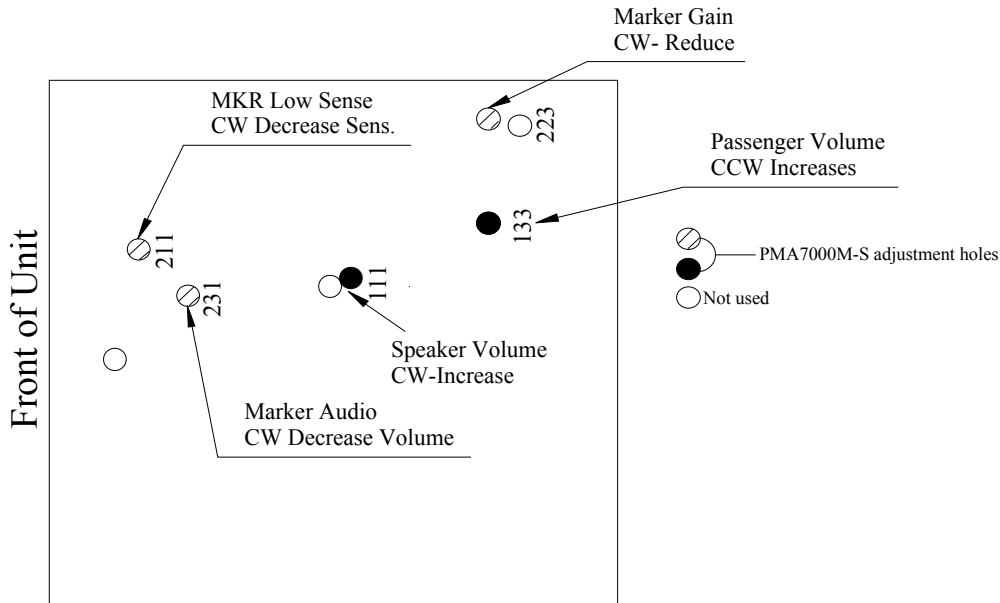 Marker Gain
CW- Reduce
MKR Low Sense
CW Decrease Sens.
223
Passenger Volume
CCW Increases
133
211
PMA7000M-S adjustment holes
Not used
231
111
Speaker Volume
CW-Increase
Marker Audio
CW Decrease Volume
Front of Unit